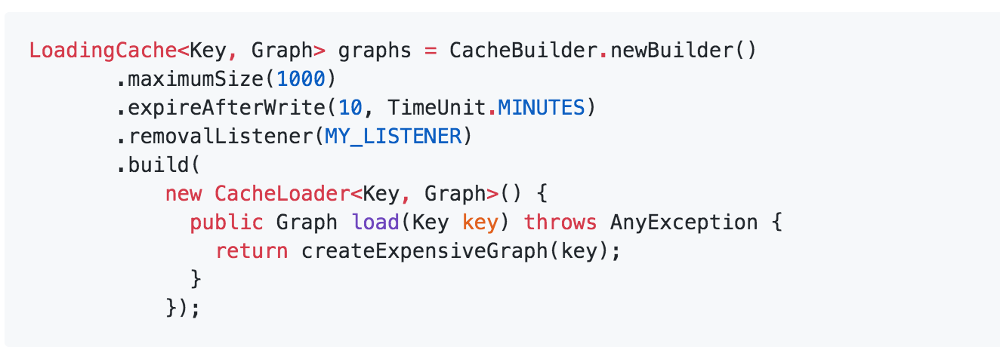 LoadingCache<Key, Graph> graphs = CacheBuilder.newBuilder()
       .maximumSize(1000)
       .expireAfterWrite(10, TimeUnit.MINUTES)
       .removalListener(MY_LISTENER)
       .build(
           new CacheLoader<Key, Graph>() {
             public Graph load(Key key) throws AnyException {
               return createExpensiveGraph(key);
             }
           });